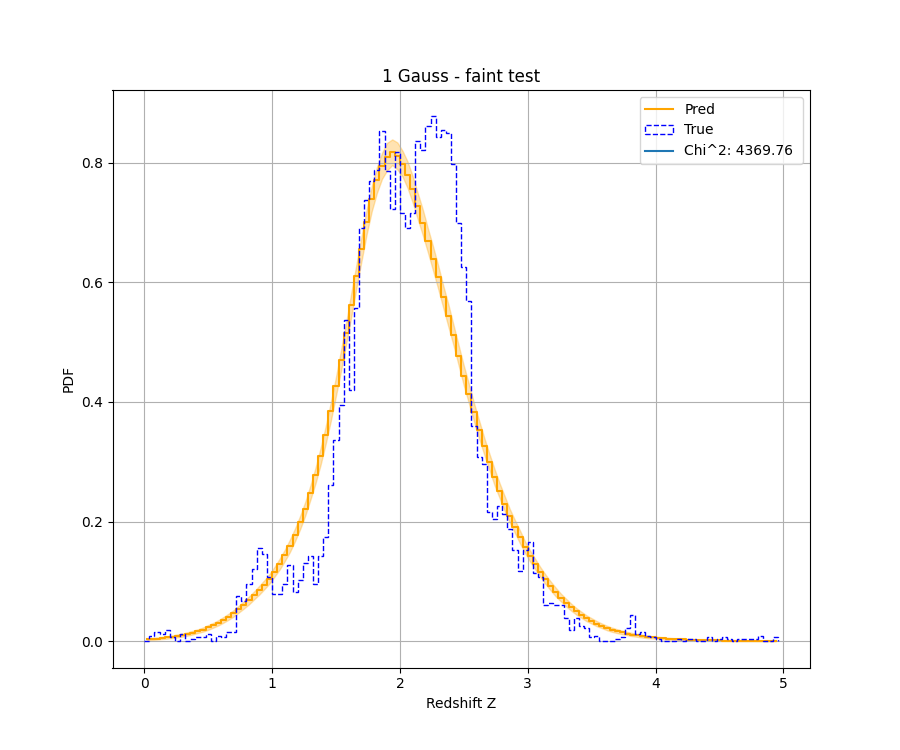 1 Gauss - faint test
Pred
True
Chi^2: 4369.76
0.8
0.6
0.4
0.2
0.0
PDF
0 1 2 3 4 5
Redshift Z